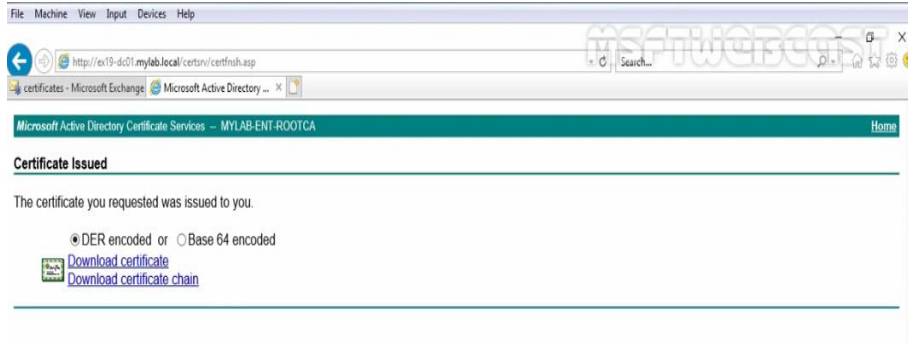 File Machine View Input Devices Help
MSFTWEBCAST
http://ex19-dc01.mylab.local/certsrv/certfnsh.asp
Search...
certificates - Microsoft Exchange
Microsoft Active Directory ...
Microsoft Active Directory Certificate Services -- MYLAB-ENT-ROOTCA Home
Certificate Issued
The certificate you requested was issued to you.
DER encoded or Base 64 encoded
Download certificate
Download certificate chain